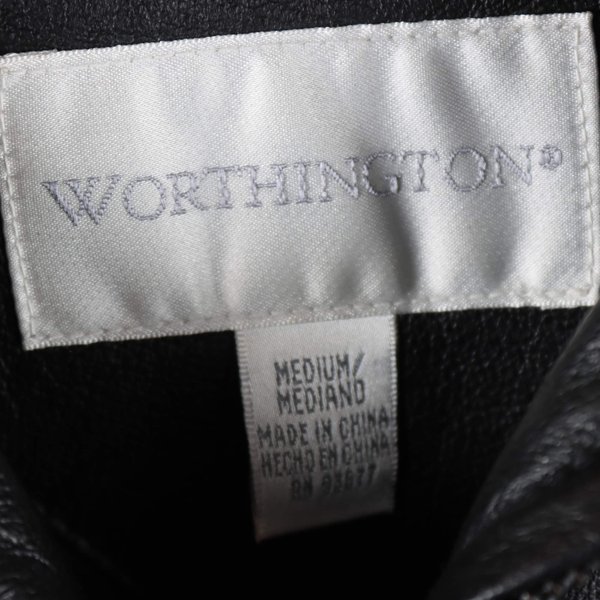 WORTHINGTON®
MEDIUM/
MEDIANO
MADE IN CHINA
HECHO EN CHINA
RN 93677